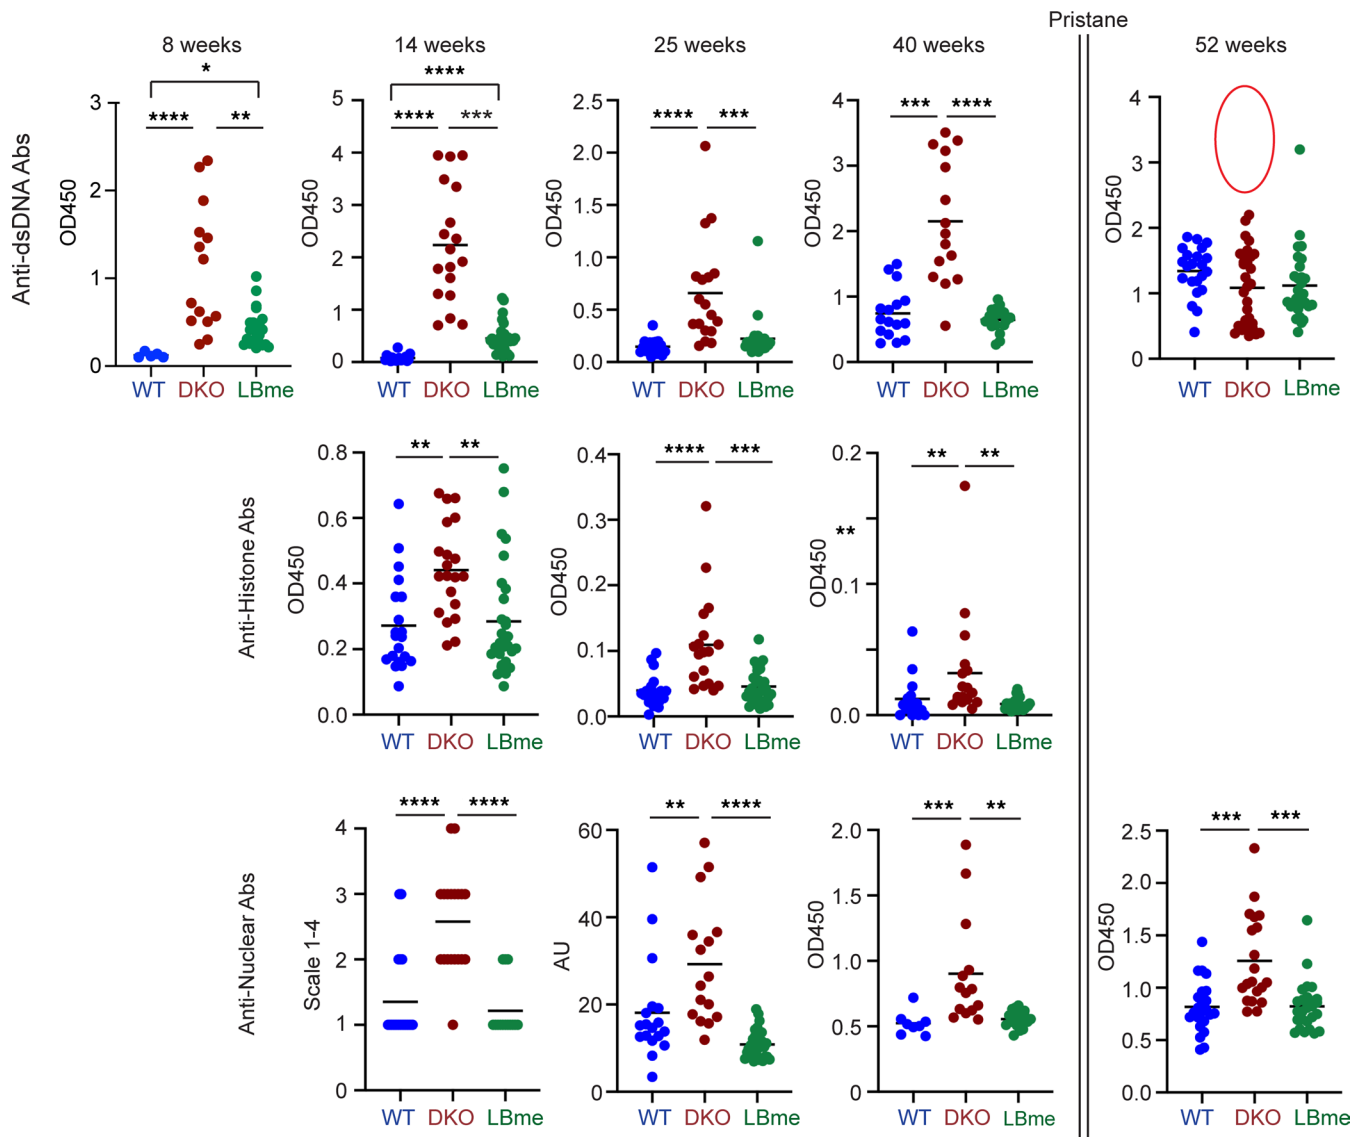 Pristane
8 weeks 14 weeks 25 weeks 40 weeks 52 weeks
Anti-dsDNA Abs
* **** **
OD450
3 2 1 0
WT DKO LBme
**** **** ***
OD450
5 4 3 2 1 0
WT DKO LBme
**** ***
OD450
2.5 2.0 1.5 1.0 0.5 0.0
WT DKO LBme
*** ****
OD450
4 3 2 1 0
WT DKO LBme
OD450
4 3 2 1 0
WT DKO LBme
Anti-Histone Abs
** **
OD450
0.8 0.6 0.4 0.2 0.0
WT DKO LBme
**** ***
OD450
0.4 0.3 0.2 0.1 0.0
WT DKO LBme
** **
**
OD450
0.2 0.1 0.0
WT DKO LBme
Anti-Nuclear Abs
**** ****
Scale 1-4
4 3 2 1 0
WT DKO LBme
** ****
AU
60 40 20 0
WT DKO LBme
*** **
OD450
2.0 1.5 1.0 0.5 0.0
WT DKO LBme
*** ***
OD450
2.5 2.0 1.5 1.0 0.5 0.0
WT DKO LBme